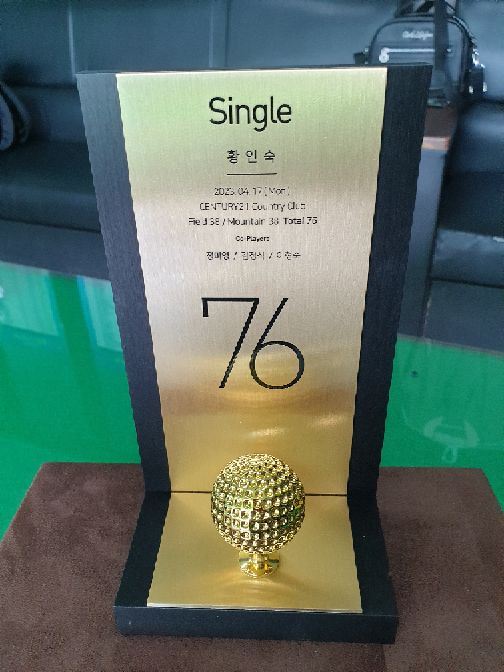 Single
황인숙
2023. 04. 17 (Mon)
CENTURY21 Country Club
Field 38 / Mountain 38 Total 76
Co-Players
76